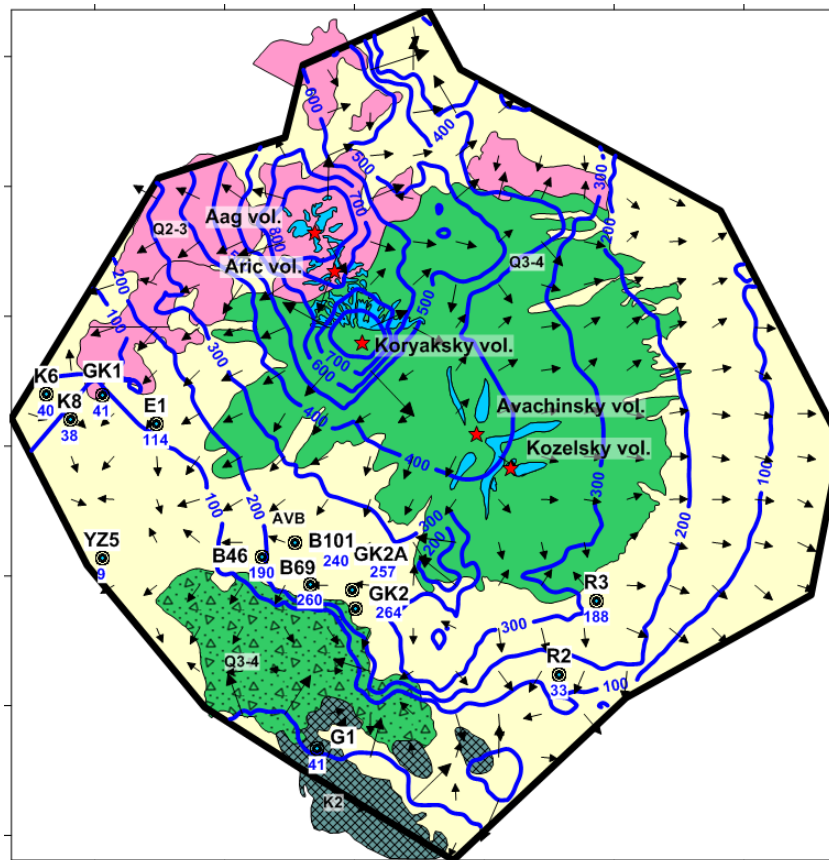 600
400
500
300
700
200
Aag vol.
Q2-3
800
Aric vol.
Q3-4
200
100
500
300
Koryaksky vol.
700
600
K6
GK1
40
K8
41
E1
38
114
400
Avachinsky vol.
Kozelsky vol.
400
100
300
100
200
200
AVB
300
YZ5
B46
B101
GK2A
200
9
190
240
257
B69
GK2
R3
260
264
188
300
Q3-4
R2
33
100
G1
41
K2